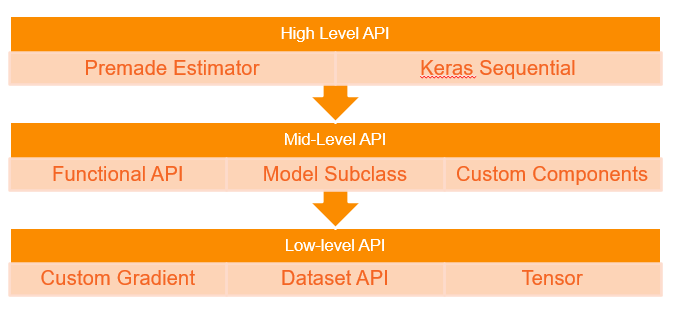 High Level API
Premade Estimator
Keras Sequential
Mid-Level API
Functional API
Model Subclass
Custom Components
Low-level API
Custom Gradient
Dataset API
Tensor